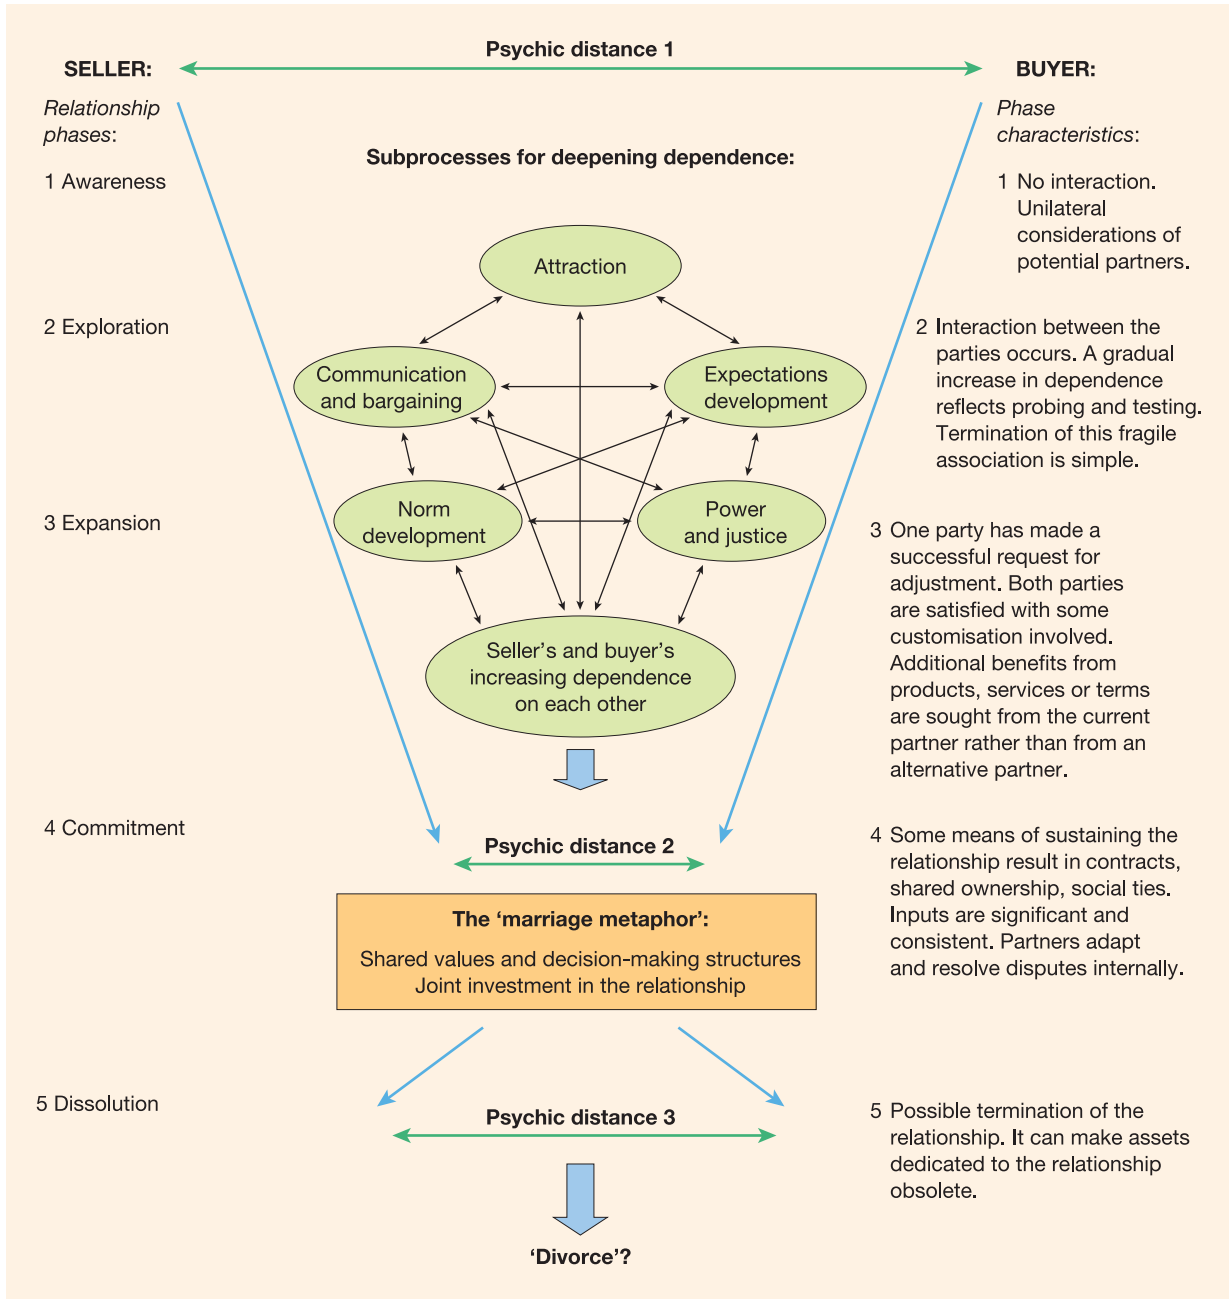 Psychic distance 1
SELLER:
BUYER:
Relationship
phases:
Phase
characteristics:
Subprocesses for deepening dependence:
1 Awareness
1 No interaction.
Unilateral
considerations of
potential partners.
Attraction
2 Exploration
2 Interaction between the
parties occurs. A gradual
increase in dependence
reflects probing and testing.
Termination of this fragile
association is simple.
Communication
and bargaining
Expectations
development
Norm
development
Power
and justice
3 Expansion
3 One party has made a
successful request for
adjustment. Both parties
are satisfied with some
customisation involved.
Additional benefits from
products, services or terms
are sought from the current
partner rather than from an
alternative partner.
Seller's and buyer's
increasing dependence
on each other
4 Commitment
4 Some means of sustaining the
relationship result in contracts,
shared ownership, social ties.
Inputs are significant and
consistent. Partners adapt
and resolve disputes internally.
Psychic distance 2
The ‘marriage metaphor’:
Shared values and decision-making structures
Joint investment in the relationship
5 Dissolution
5 Possible termination of the
relationship. It can make assets
dedicated to the relationship
obsolete.
Psychic distance 3
‘Divorce’?